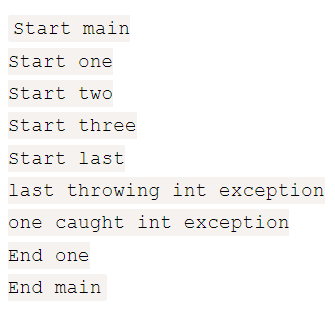 Start main
Start one
Start two
Start three
Start last
last throwing int exception
one caught int exception
End one
End main